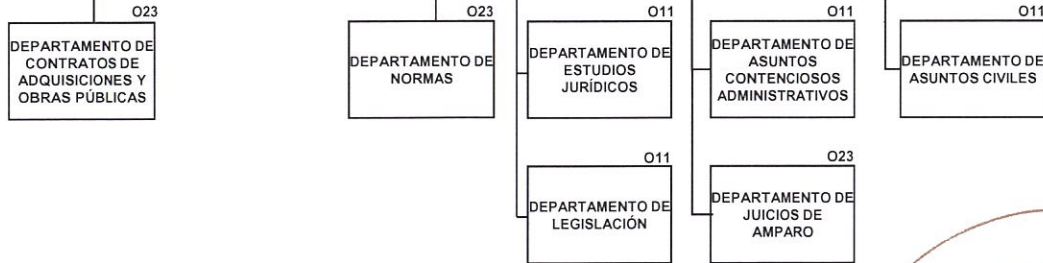 O23
DEPARTAMENTO DE
CONTRATOS DE
ADQUISICIONES Y
OBRAS PÚBLICAS
O23
DEPARTAMENTO DE
NORMAS
O11
DEPARTAMENTO DE
ESTUDIOS
JURÍDICOS
O11
DEPARTAMENTO DE
ASUNTOS
CONTENCIOSOS
ADMINISTRATIVOS
O11
DEPARTAMENTO DE
ASUNTOS CIVILES
O11
DEPARTAMENTO DE
LEGISLACIÓN
O23
DEPARTAMENTO DE
JUICIOS DE
AMPARO